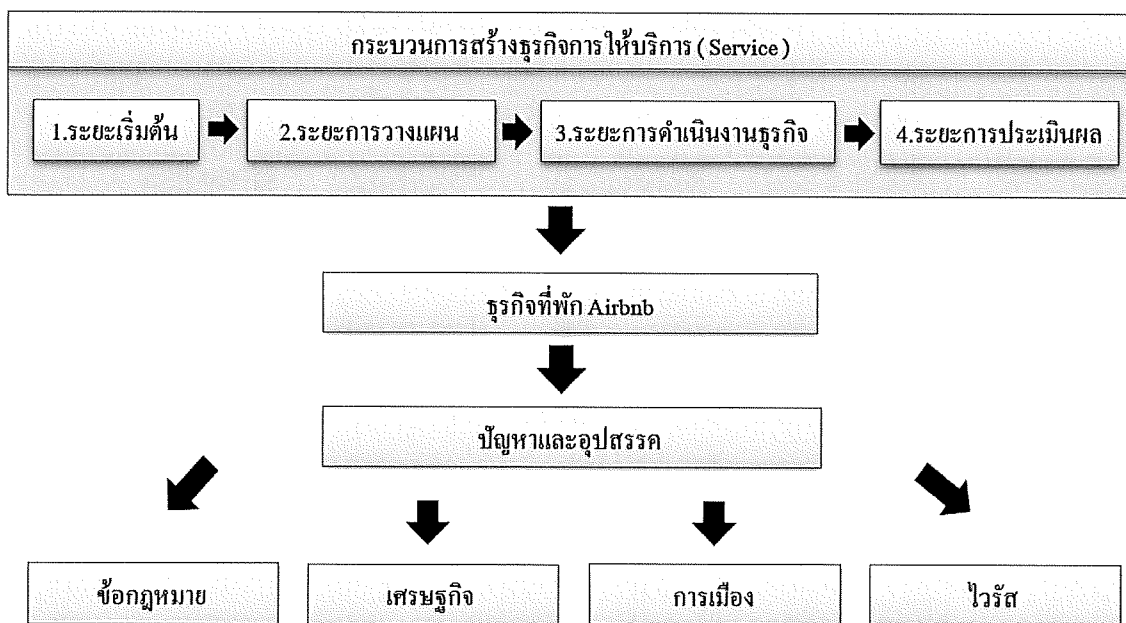 กระบวนการสร้างธุรกิจการให้บริการ ( Service )
1.ระยะเริ่มต้น
2.ระยะการวางแผน
3.ระยะการดำเนินงานธุรกิจ
4.ระยะการประเมินผล
ธุรกิจที่พัก Airbnb
ปัญหาและอุปสรรค
ข้อกฎหมาย
เศรษฐกิจ
การเมือง
ไวรัส